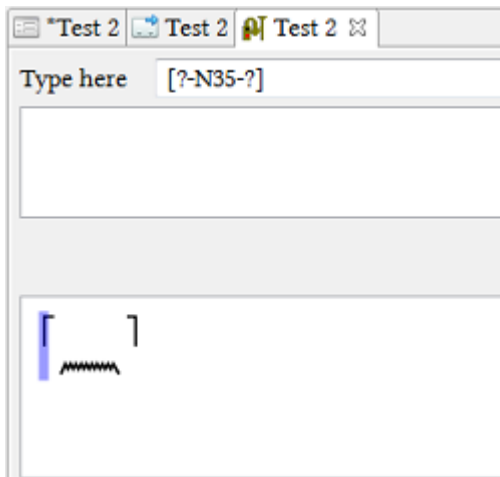 *Test 2 Test 2 Test 2
Type here [?-N35-?]
⸢ 𓈖 ⸣